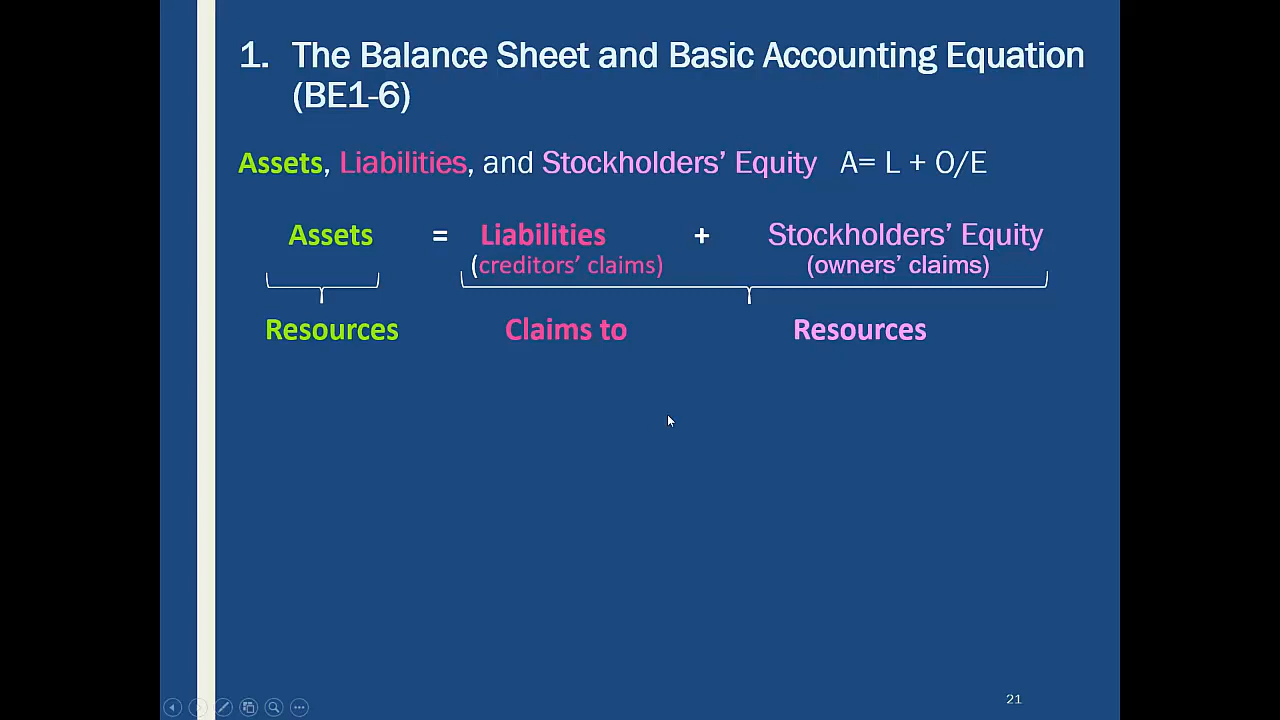 1. The Balance Sheet and Basic Accounting Equation
(BE1-6)
Assets, Liabilities, and Stockholders’ Equity A= L + O/E
Assets = Liabilities + Stockholders’ Equity
(creditors’ claims) (owners’ claims)
Resources Claims to Resources
21